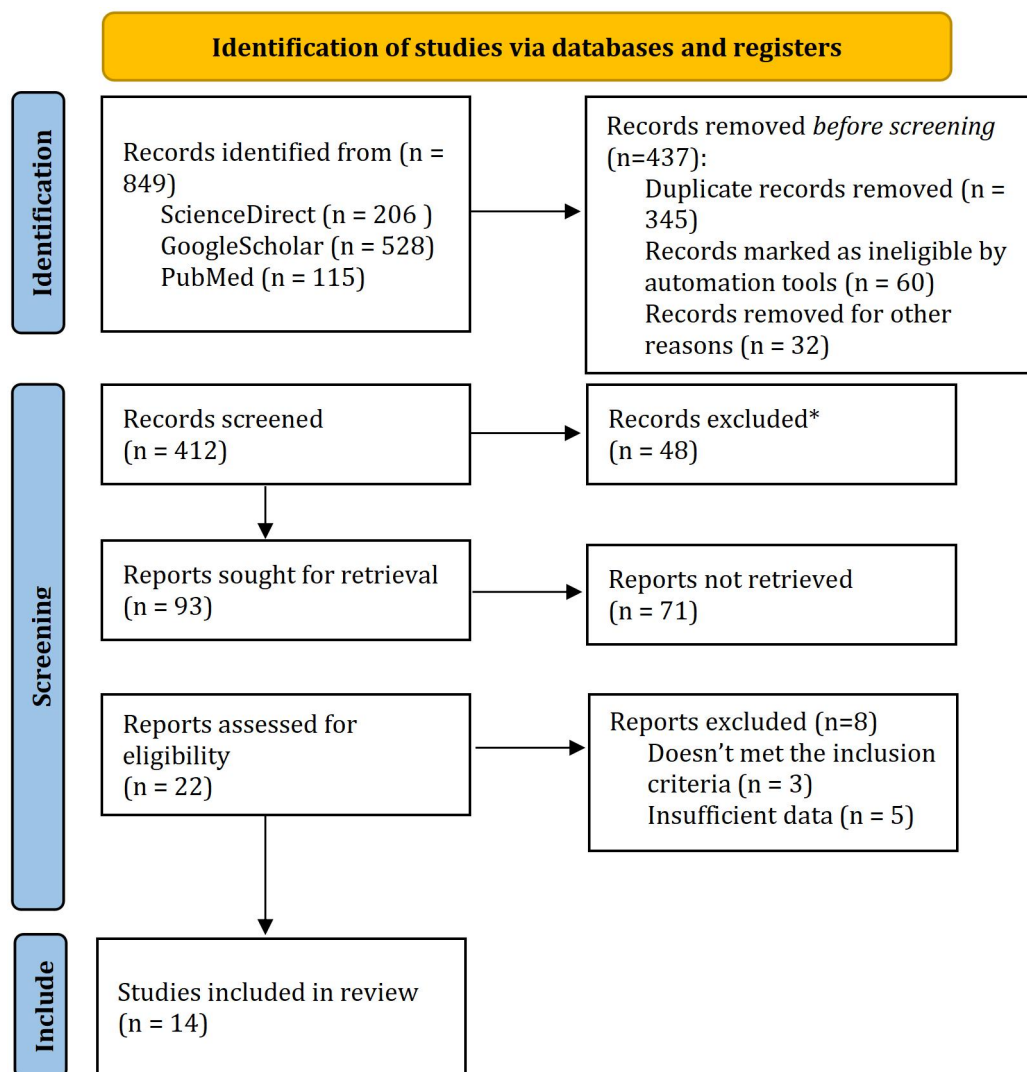 Identification of studies via databases and registers
Identification
Records identified from (n =
849)
ScienceDirect (n = 206 )
GoogleScholar (n = 528)
PubMed (n = 115)
Records removed before screening
(n=437):
Duplicate records removed (n =
345)
Records marked as ineligible by
automation tools (n = 60)
Records removed for other
reasons (n = 32)
Screening
Records screened
(n = 412)
Records excluded*
(n = 48)
Reports sought for retrieval
(n = 93)
Reports not retrieved
(n = 71)
Reports assessed for
eligibility
(n = 22)
Reports excluded (n=8)
Doesn’t met the inclusion
criteria (n = 3)
Insufficient data (n = 5)
Include
Studies included in review
(n = 14)